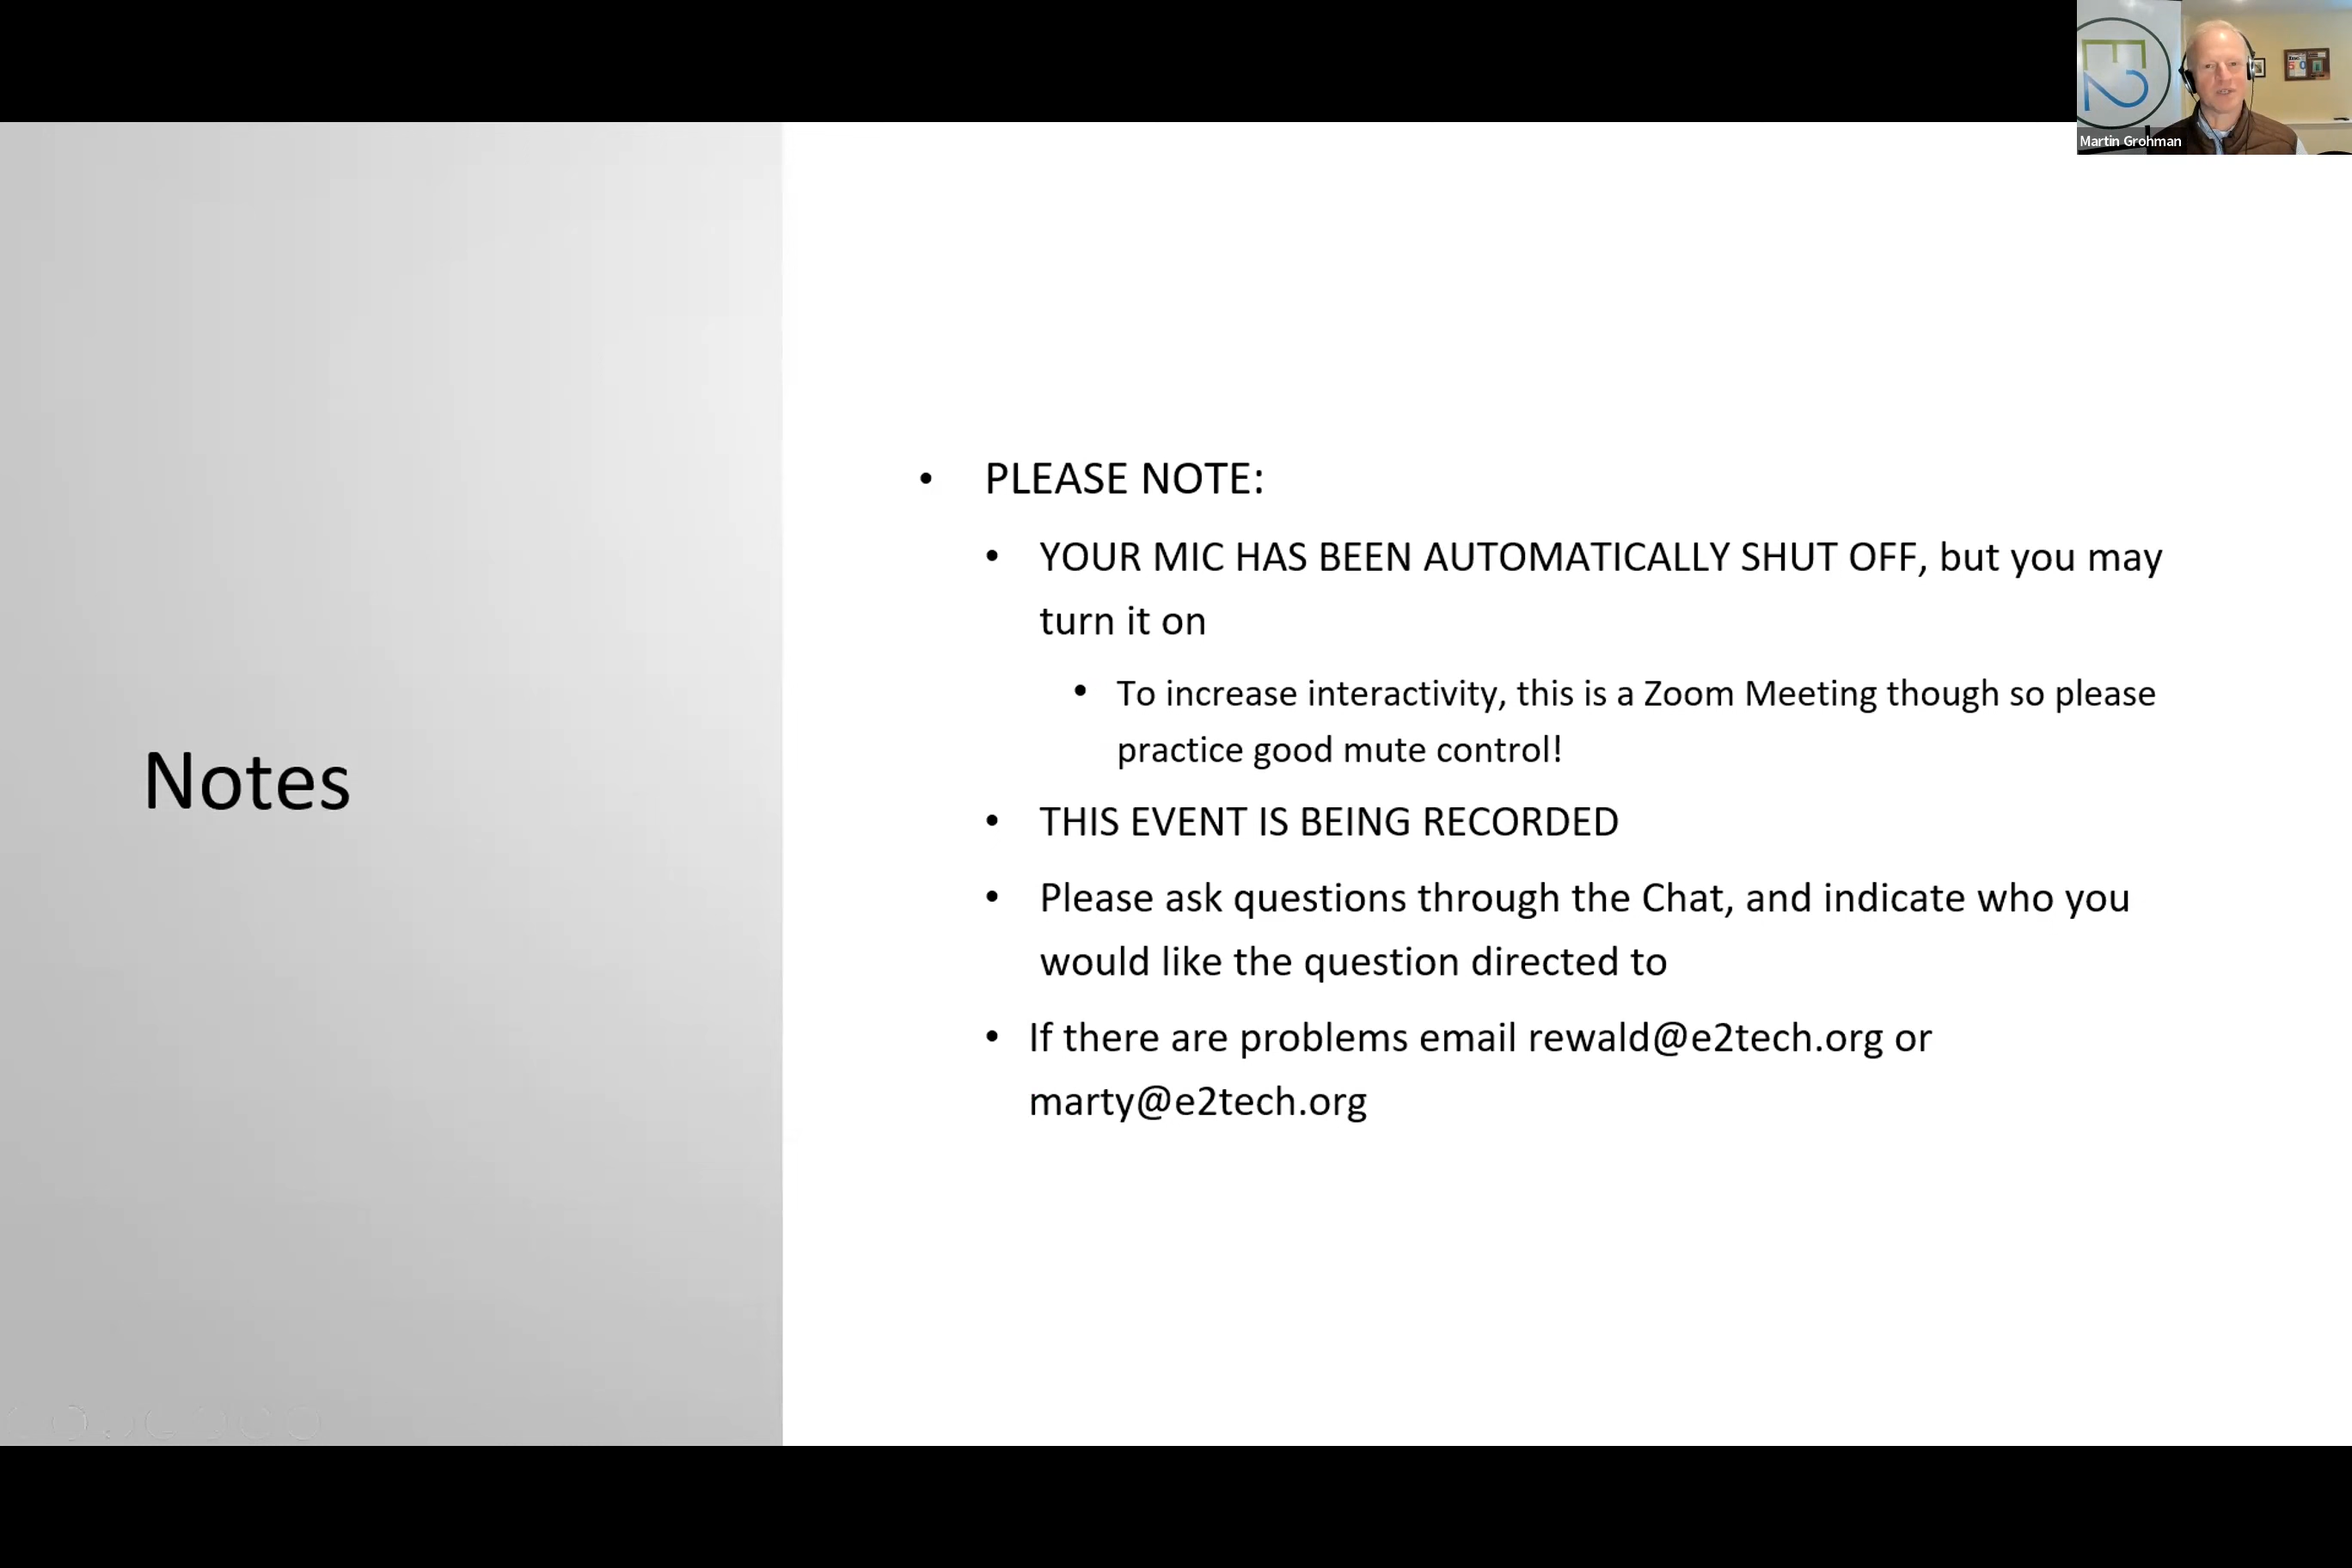 E2
Martin Grohman
Notes
• PLEASE NOTE:
• YOUR MIC HAS BEEN AUTOMATICALLY SHUT OFF, but you may
turn it on
• To increase interactivity, this is a Zoom Meeting though so please
practice good mute control!
• THIS EVENT IS BEING RECORDED
• Please ask questions through the Chat, and indicate who you
would like the question directed to
• If there are problems email rewald@e2tech.org or
marty@e2tech.org